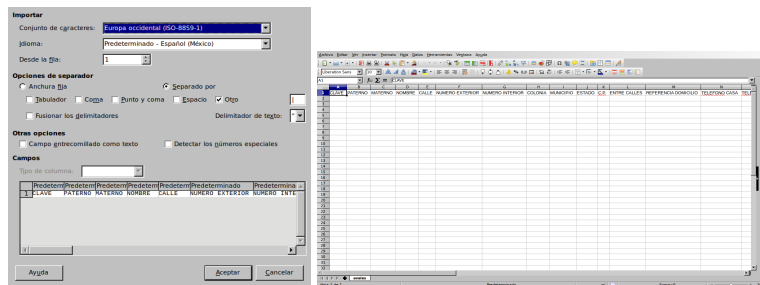 Importar
Conjunto de caracteres: Europa occidental (ISO-8859-1)
Idioma: Predeterminado - Español (México)
Desde la fila: 1
Opciones de separador
Anchura fija Separado por
Tabulador Coma Punto y coma Espacio Otro |
Fusionar los delimitadores Delimitador de texto: "
Otras opciones
Campo entrecomillado como texto Detectar los números especiales
Campos
Tipo de columna:
Predeterm Predeterm Predeterm Predeterm Predeterm Predeterminado Predetermina
1 CLAVE PATERNO MATERNO NOMBRE CALLE NUMERO EXTERIOR NUMERO INTE
Ayuda Aceptar Cancelar
Archivo Editar Ver Insertar Formato Hoja Datos Herramientas Ventana Ayuda
Liberation Sans 10
A1 CLAVE
CLAVE PATERNO MATERNO NOMBRE CALLE NUMERO EXTERIOR NUMERO INTERIOR COLONIA MUNICIPIO ESTADO C.P. ENTRE CALLES REFERENCIA DOMICILIO TELEFONO CASA TEL